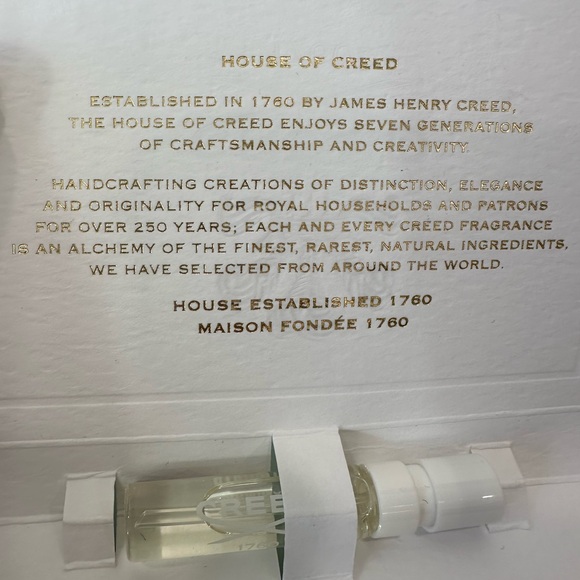 HOUSE OF CREED
ESTABLISHED IN 1760 BY JAMES HENRY CREED,
THE HOUSE OF CREED ENJOYS SEVEN GENERATIONS
OF CRAFTSMANSHIP AND CREATIVITY.
HANDCRAFTING CREATIONS OF DISTINCTION, ELEGANCE
AND ORIGINALITY FOR ROYAL HOUSEHOLDS AND PATRONS
FOR OVER 250 YEARS; EACH AND EVERY CREED FRAGRANCE
IS AN ALCHEMY OF THE FINEST, RAREST, NATURAL INGREDIENTS,
WE HAVE SELECTED FROM AROUND THE WORLD.
HOUSE ESTABLISHED 1760
MAISON FONDÉE 1760
CREE
176